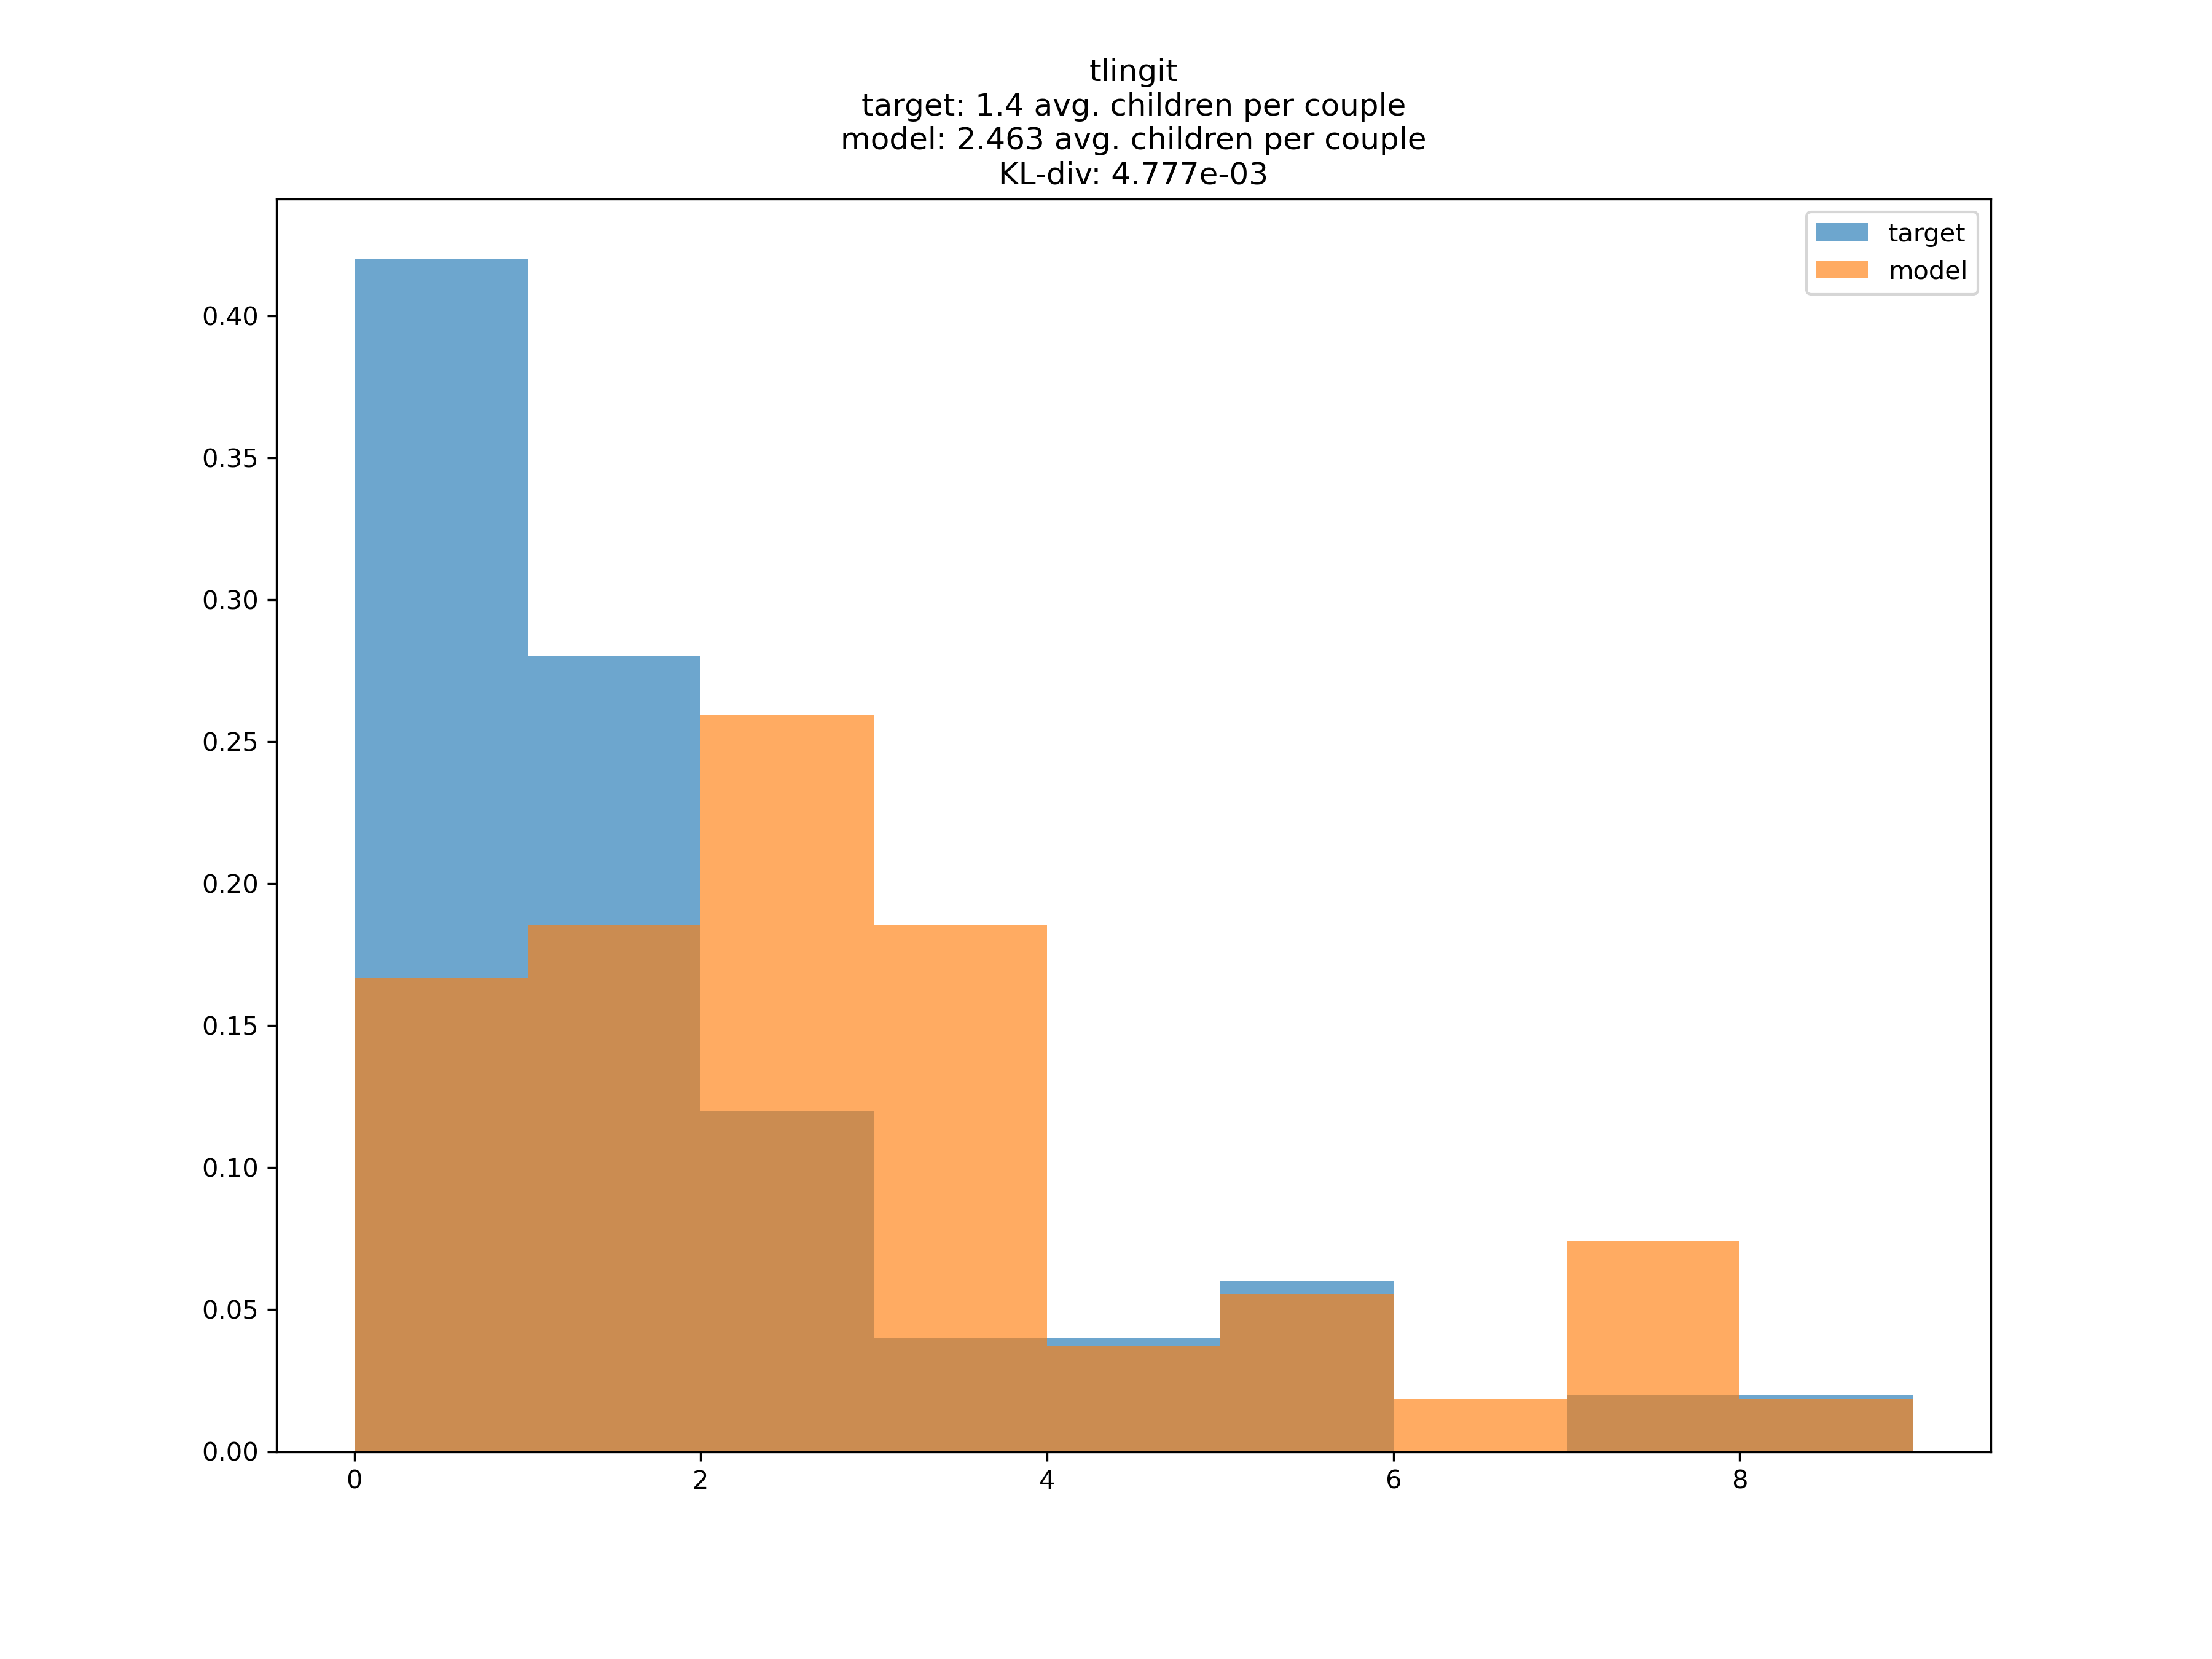 tlingit
target: 1.4 avg. children per couple
model: 2.463 avg. children per couple
KL-div: 4.777e-03
target
model
0.40
0.35
0.30
0.25
0.20
0.15
0.10
0.05
0.00
0 2 4 6 8